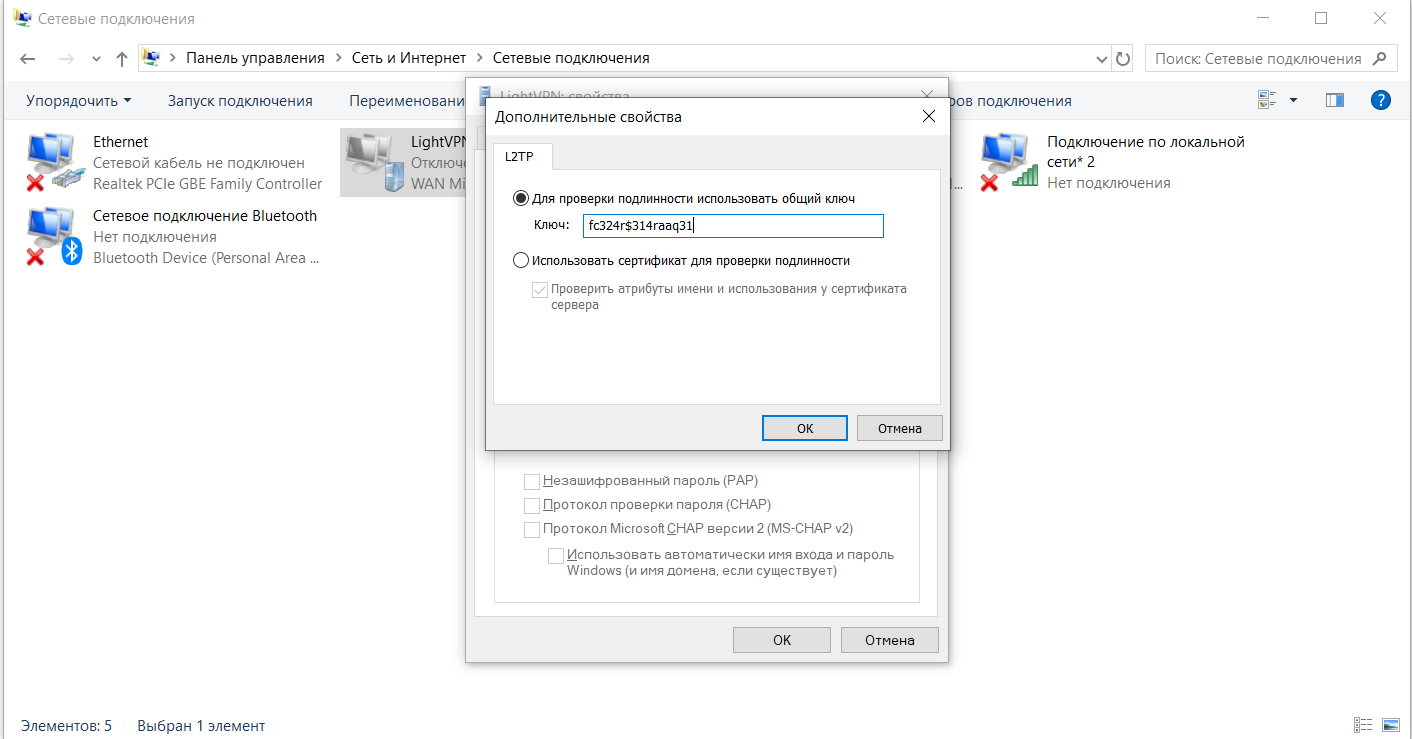 Сетевые подключения
Панель управления
Сеть и Интернет
Сетевые подключения
Поиск: Сетевые подключения
Упорядочить
Запуск подключения
Переименовани
ров подключения
Ethernet
Сетевой кабель не подключен
Realtek PCIe GBE Family Controller
LightVPN
Отключе
WAN Mi
Подключение по локальной
сети* 2
Нет подключения
Сетевое подключение Bluetooth
Нет подключения
Bluetooth Device (Personal Area ...
LightVPN: свойства
Дополнительные свойства
L2TP
Для проверки подлинности использовать общий ключ
Ключ: fc324r$314raaq31
Использовать сертификат для проверки подлинности
Проверить атрибуты имени и использования у сертификата
сервера
OK
Отмена
Незашифрованный пароль (PAP)
Протокол проверки пароля (CHAP)
Протокол Microsoft CHAP версии 2 (MS-CHAP v2)
Использовать автоматически имя входа и пароль
Windows (и имя домена, если существует)
OK
Отмена
Элементов: 5
Выбран 1 элемент